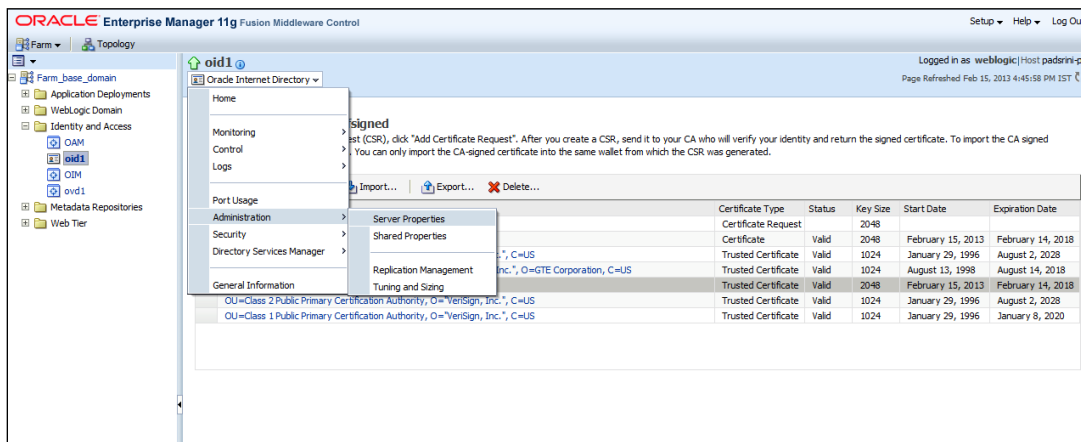 ORACLE Enterprise Manager 11g Fusion Middleware Control
Setup Help Log Ou
Farm Topology
Farm_base_domain
Application Deployments
WebLogic Domain
Identity and Access
OAM
oid1
OIM
ovd1
Metadata Repositories
Web Tier
oid1
Logged in as weblogic|Host padsrini-p
Oracle Internet Directory
Page Refreshed Feb 15, 2013 4:45:58 PM IST
Home
Monitoring
Control
Logs
Port Usage
Administration
Security
Directory Services Manager
General Information
Server Properties
Shared Properties
Replication Management
Tuning and Sizing
fsigned
est (CSR), click "Add Certificate Request". After you create a CSR, send it to your CA who will verify your identity and return the signed certificate. To import the CA signed
. You can only import the CA-signed certificate into the same wallet from which the CSR was generated.
Import... Export... Delete...
Certificate Type Status Key Size Start Date Expiration Date
Certificate Request 2048
Certificate Valid 2048 February 15, 2013 February 14, 2018
c.", C=US Trusted Certificate Valid 1024 January 29, 1996 August 2, 2028
Inc.", O=GTE Corporation, C=US Trusted Certificate Valid 1024 August 13, 1998 August 14, 2018
Trusted Certificate Valid 2048 February 15, 2013 February 14, 2018
OU=Class 2 Public Primary Certification Authority, O="VeriSign, Inc.", C=US Trusted Certificate Valid 1024 January 29, 1996 August 2, 2028
OU=Class 1 Public Primary Certification Authority, O="VeriSign, Inc.", C=US Trusted Certificate Valid 1024 January 29, 1996 January 8, 2020